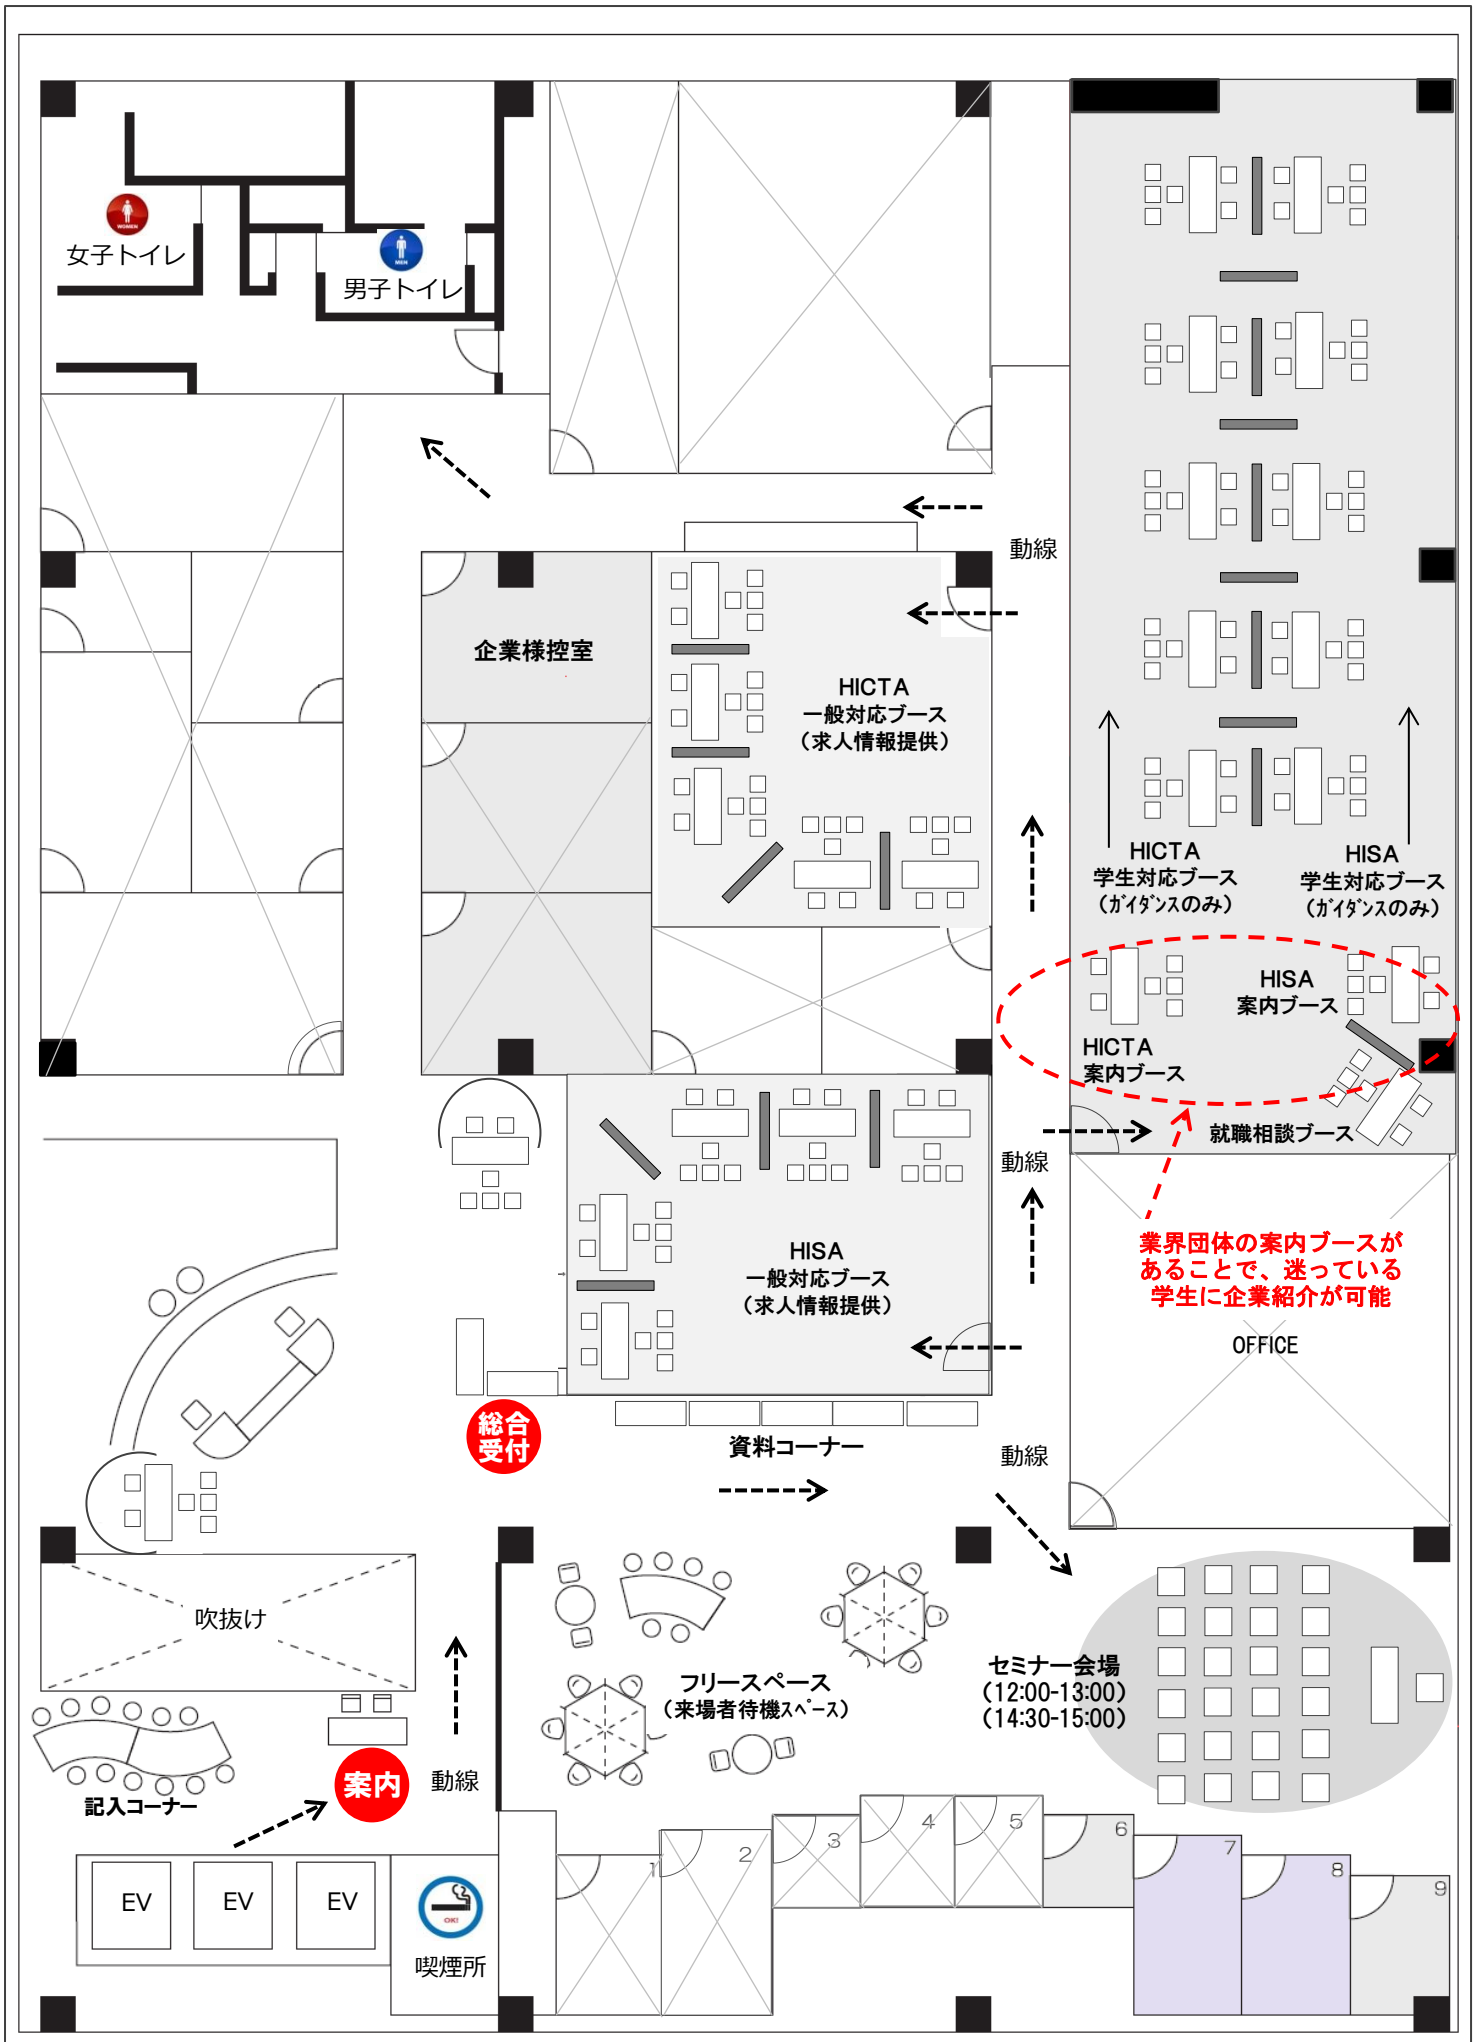 WOMEN
女子トイレ
MEN
男子トイレ
動線
企業様控室
HICTA
一般対応ブース
（求人情報提供）
HICTA
学生対応ブース
（ｶﾞｲﾀﾞﾝｽのみ）
HISA
学生対応ブース
（ｶﾞｲﾀﾞﾝｽのみ）
HISA
案内ブース
HICTA
案内ブース
就職相談ブース
動線
業界団体の案内ブースが
あることで、迷っている
学生に企業紹介が可能
HISA
一般対応ブース
（求人情報提供）
OFFICE
総合
受付
資料コーナー
動線
吹抜け
フリースペース
（来場者待機ｽﾍﾟｰｽ）
セミナー会場
（12:00-13:00）
（14:30-15:00）
案内
動線
記入コーナー
1
2
3
4
5
6
7
8
9
EV
EV
EV
OK!
喫煙所